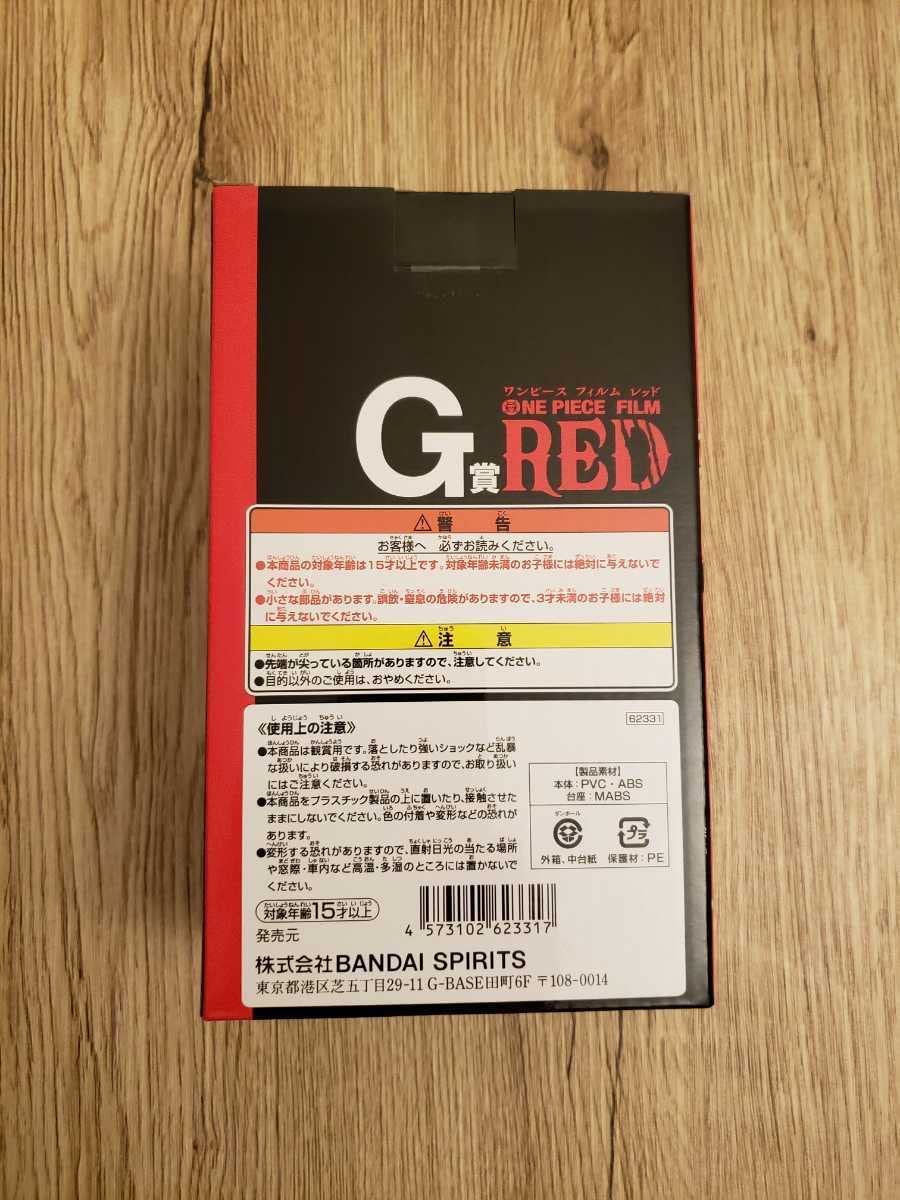 ワンピース フィルム レッド
ONE PIECE FILM
G賞 RED
⚠警告
お客様へ 必ずお読みください。
●本商品の対象年齢は15才以上です。対象年齢未満のお子様には絶対に与えないで
ください。
●小さな部品があります。誤飲・窒息の危険がありますので、3才未満のお子様には絶対
に与えないでください。
⚠注意
●先端が尖っている箇所がありますので、注意してください。
●目的以外のご使用は、おやめください。
《使用上の注意》
62331
●本商品は観賞用です。落としたり強いショックなど乱暴
な扱いにより破損する恐れがありますので、お取り扱い
にはご注意ください。
●本商品をプラスチック製品の上に置いたり、接触させた
ままにしないでください。色の付着や変形などの恐れが
あります。
●変形する恐れがありますので、直射日光の当たる場所
や窓際・車内など高温・多湿のところには置かないで
ください。
【製品素材】
本体:PVC・ABS
台座:MABS
ダンボール
プラ
外箱、中台紙 保護材:PE
対象年齢15才以上
4 573102 623317
発売元
株式会社BANDAI SPIRITS
東京都港区芝五丁目29-11 G-BASE田町6F 〒108-0014